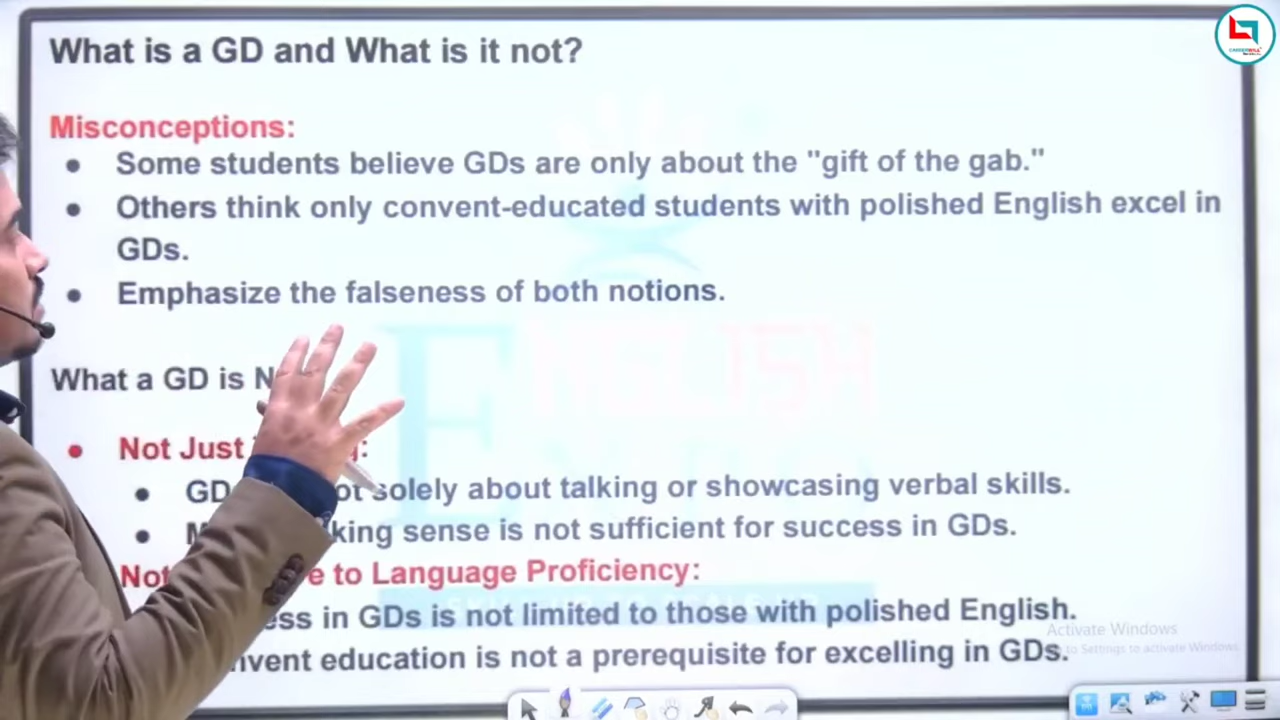 What is a GD and What is it not?
Misconceptions:
Some students believe GDs are only about the "gift of the gab."
Others think only convent-educated students with polished English excel in
GDs.
Emphasize the falseness of both notions.
What a GD is
Not Just
GD solely about talking or showcasing verbal skills.
sense is not sufficient for success in GDs.
to Language Proficiency:
in GDs is not limited to those with polished English.
education is not a prerequisite for excelling in GDs.
Activate Windows
to Settings to activate Windows